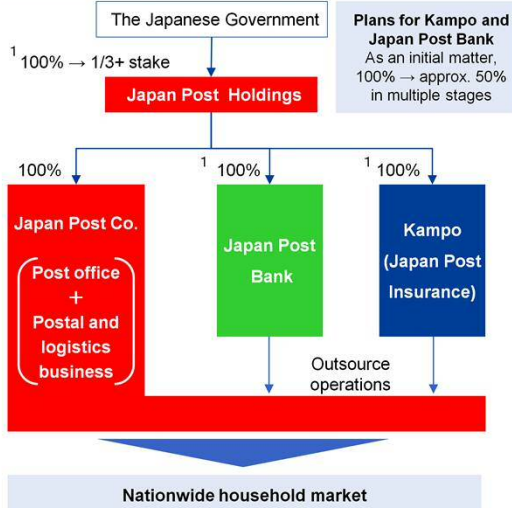 The Japanese Government
Plans for Kampo and
Japan Post Bank
As an initial matter,
100% → approx. 50%
in multiple stages
1 100% → 1/3+ stake
Japan Post Holdings
100%
1 100%
1 100%
Japan Post Co.
Post office
+
Postal and
logistics
business
Japan Post
Bank
Kampo
(Japan Post
Insurance)
Outsource
operations
Nationwide household market